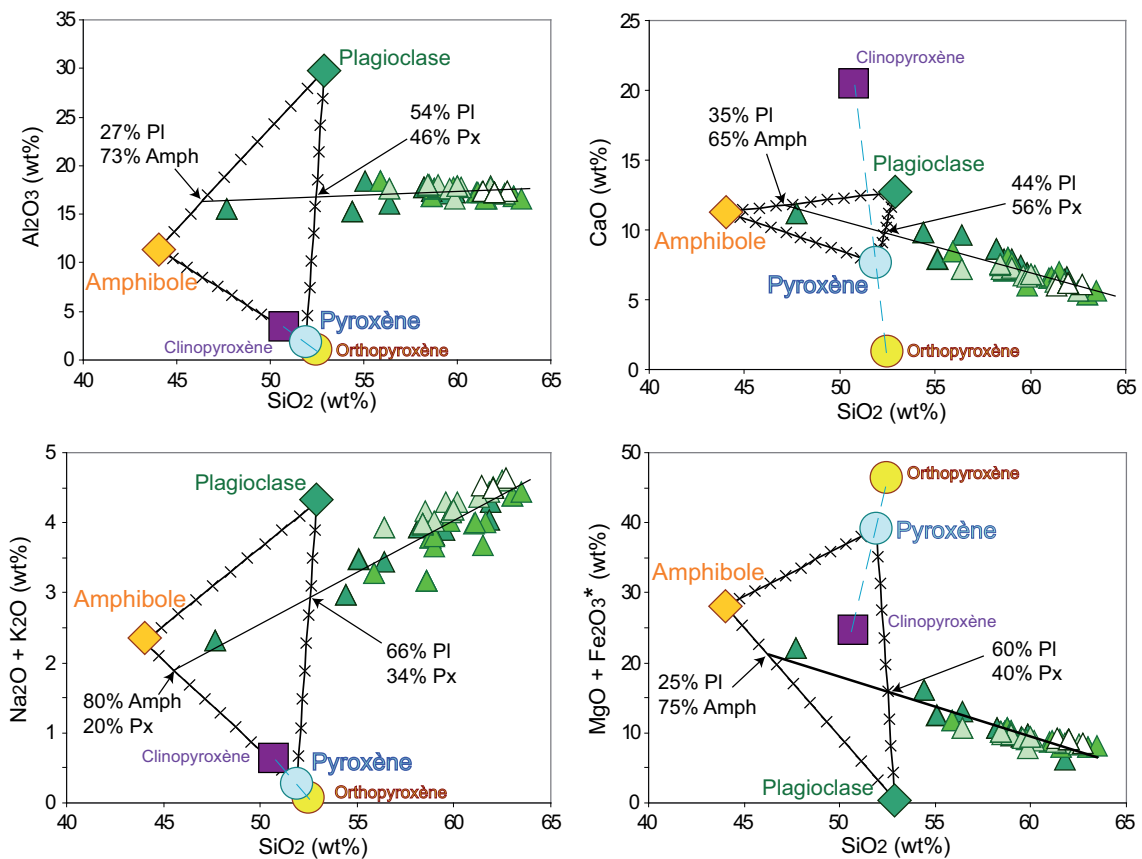 35
30
25
20
15
10
5
0
Al2O3 (wt%)
Plagioclase
27% Pl
73% Amph
54% Pl
46% Px
Amphibole
Pyroxène
Clinopyroxène
Orthopyroxène
40 45 50 55 60 65
SiO2 (wt%)
25
20
15
10
5
0
CaO (wt%)
Clinopyroxène
35% Pl
65% Amph
Plagioclase
44% Pl
56% Px
Amphibole
Pyroxène
Orthopyroxène
40 45 50 55 60 65
SiO2 (wt%)
5
4
3
2
1
0
Na2O + K2O (wt%)
Plagioclase
Amphibole
66% Pl
34% Px
80% Amph
20% Px
Clinopyroxène
Pyroxène
Orthopyroxène
40 45 50 55 60 65
SiO2 (wt%)
50
40
30
20
10
0
MgO + Fe2O3* (wt%)
Orthopyroxène
Pyroxène
Amphibole
Clinopyroxène
60% Pl
40% Px
25% Pl
75% Amph
Plagioclase
40 45 50 55 60 65
SiO2 (wt%)